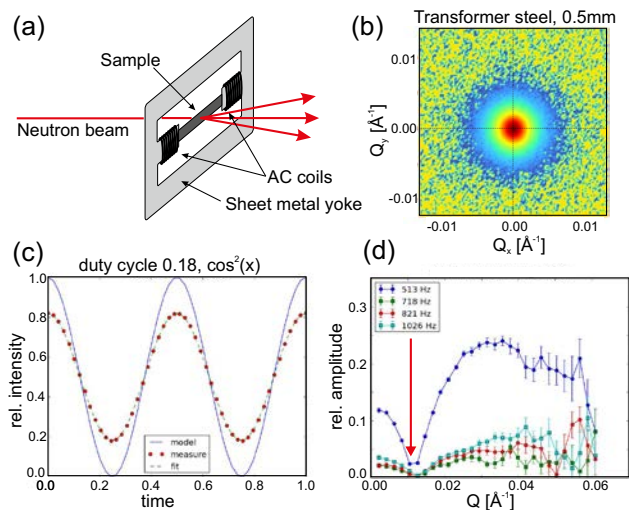 (a)
Sample
Neutron beam
AC coils
Sheet metal yoke
(b)
Transformer steel, 0.5mm
0.01
0.00
-0.01
Qy [Å-1]
-0.01 0.00 0.01
Qx [Å-1]
(c)
duty cycle 0.18, cos²(x)
1.0
0.8
0.6
0.4
0.2
0.0
rel. intensity
model
measure
fit
0.0 0.2 0.4 0.6 0.8 1.0
time
(d)
513 Hz
718 Hz
821 Hz
1026 Hz
0.3
0.2
0.1
0.0
rel. amplitude
0.00 0.02 0.04 0.06
Q [Å-1]